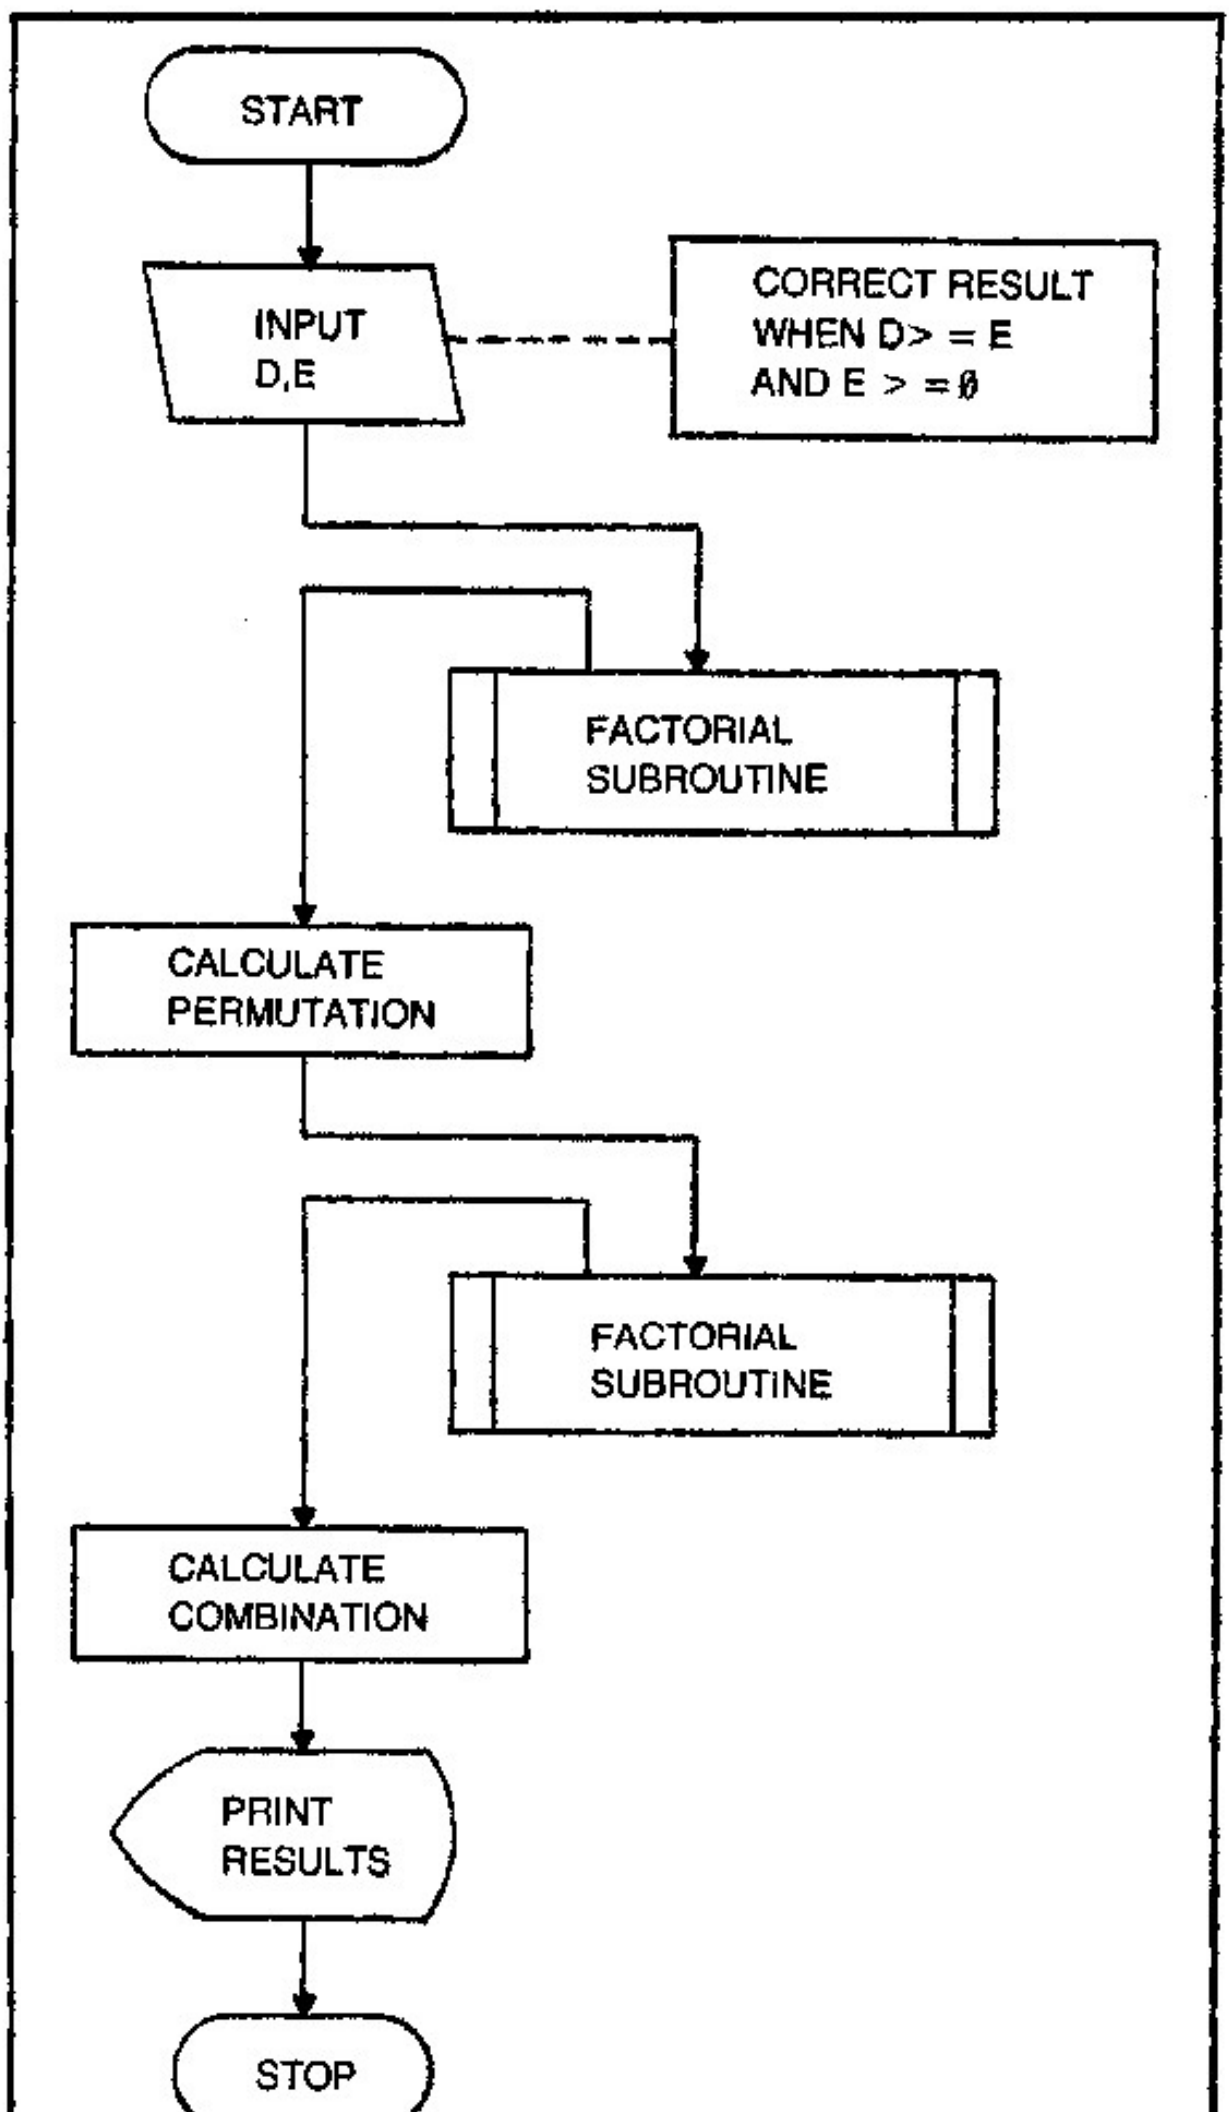 START
INPUT
D,E
CORRECT RESULT
WHEN D> = E
AND E > =0
FACTORIAL
SUBROUTINE
CALCULATE
PERMUTATION
FACTORIAL
SUBROUTINE
CALCULATE
COMBINATION
PRINT
RESULTS
STOP